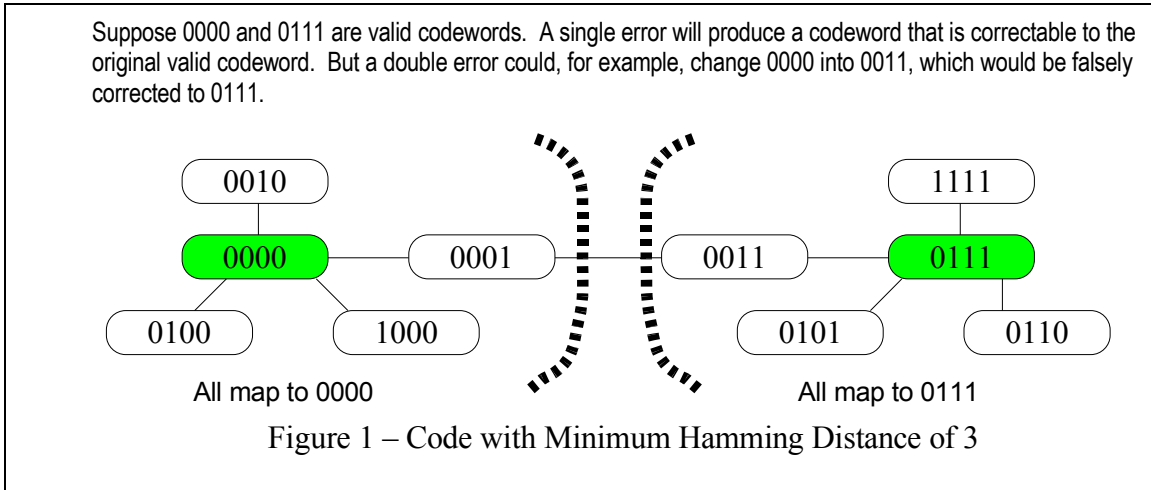 Suppose 0000 and 0111 are valid codewords. A single error will produce a codeword that is correctable to the
original valid codeword. But a double error could, for example, change 0000 into 0011, which would be falsely
corrected to 0111.
0010
1111
0000
0001
0011
0111
0100
1000
0101
0110
All map to 0000
All map to 0111
Figure 1 – Code with Minimum Hamming Distance of 3